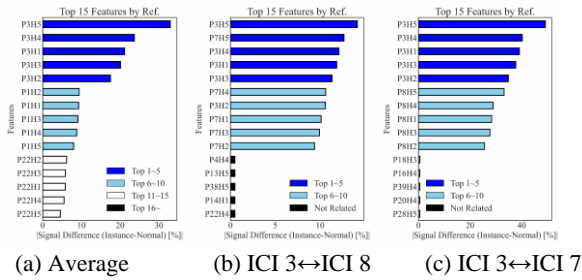 Top 15 Features by Ref.
Features
P3H5
P3H4
P3H1
P3H3
P3H2
P1H2
P1H1
P1H3
P1H4
P1H5
P22H2
P22H3
P22H1
P22H4
P22H5
Top 1~5
Top 6~10
Top 11~15
Top 16~
0 10 20 30
|Signal Difference (Instance-Normal) [%]|
(a) Average
Top 15 Features by Ref.
Features
P3H5
P7H5
P3H4
P3H1
P3H3
P7H4
P3H2
P7H1
P7H3
P7H2
P4H4
P13H5
P38H5
P14H1
P22H4
Top 1~5
Top 6~10
Not Related
0 5 10
|Signal Difference (Instance-Normal) [%]|
(b) ICI 3↔ICI 8
Top 15 Features by Ref.
Features
P3H5
P3H4
P3H1
P3H3
P3H2
P8H5
P8H4
P8H1
P8H3
P8H2
P18H3
P16H4
P39H4
P20H4
P28H5
Top 1~5
Top 6~10
Not Related
0 20 40
|Signal Difference (Instance-Normal) [%]|
(c) ICI 3↔ICI 7